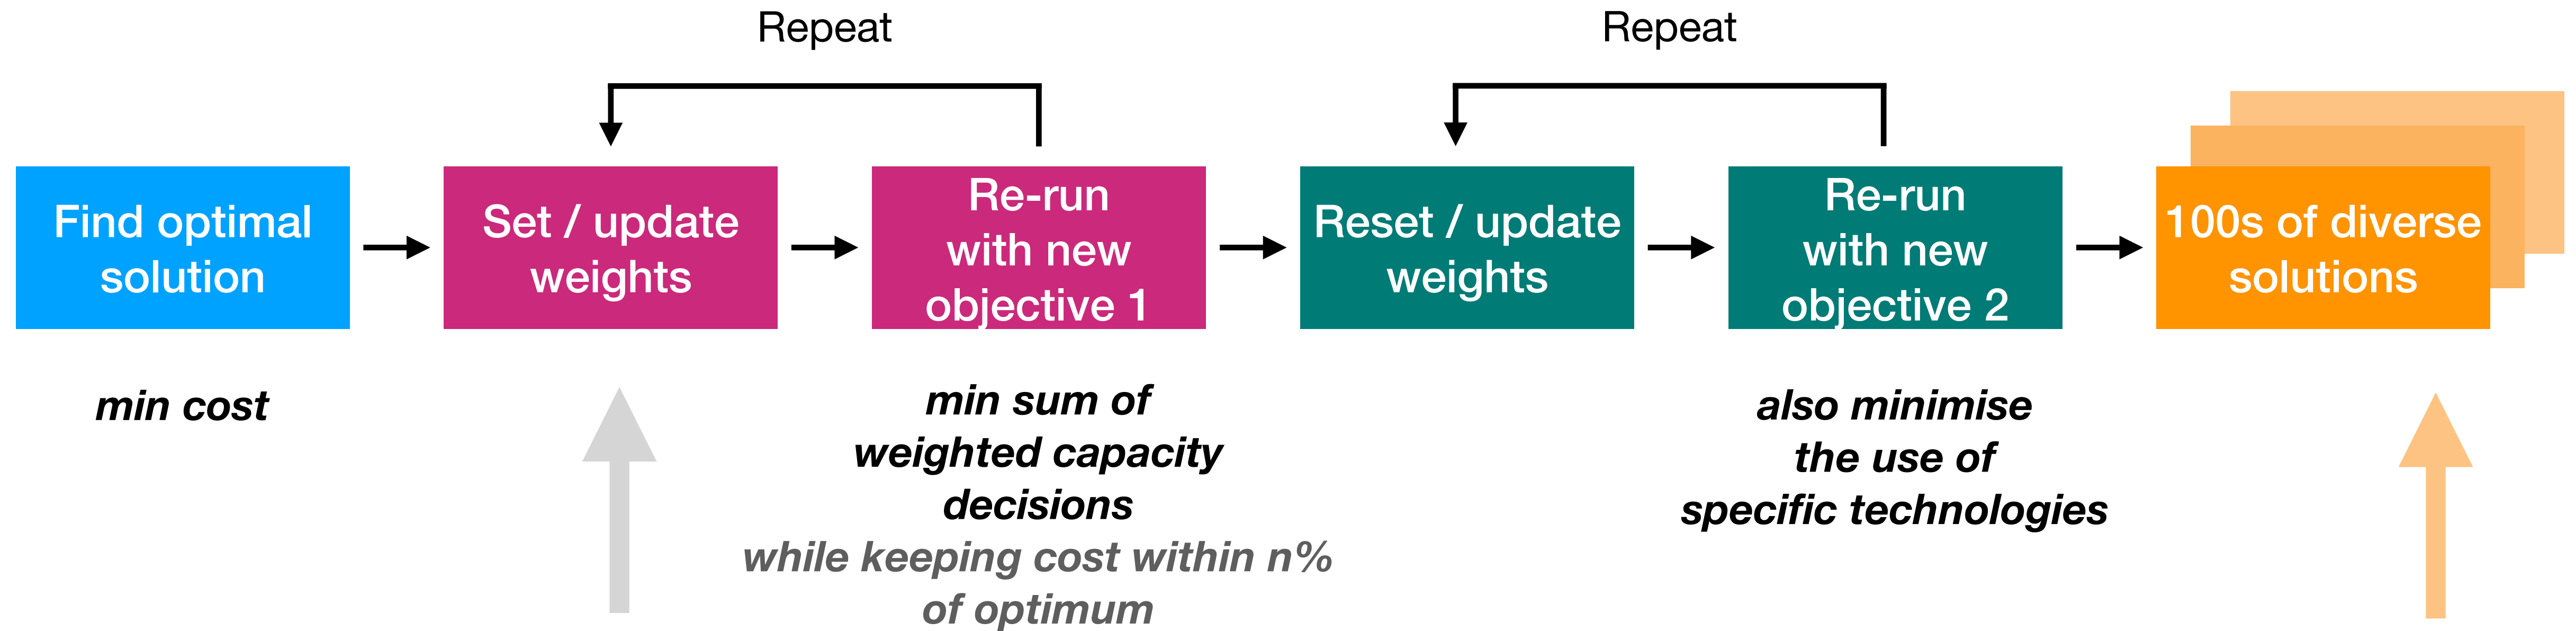 Repeat
Repeat
Find optimal
solution
Set / update
weights
Re-run
with new
objective 1
Reset / update
weights
Re-run
with new
objective 2
100s of diverse
solutions
min cost
min sum of
weighted capacity
decisions
while keeping cost within n%
of optimum
also minimise
the use of
specific technologies